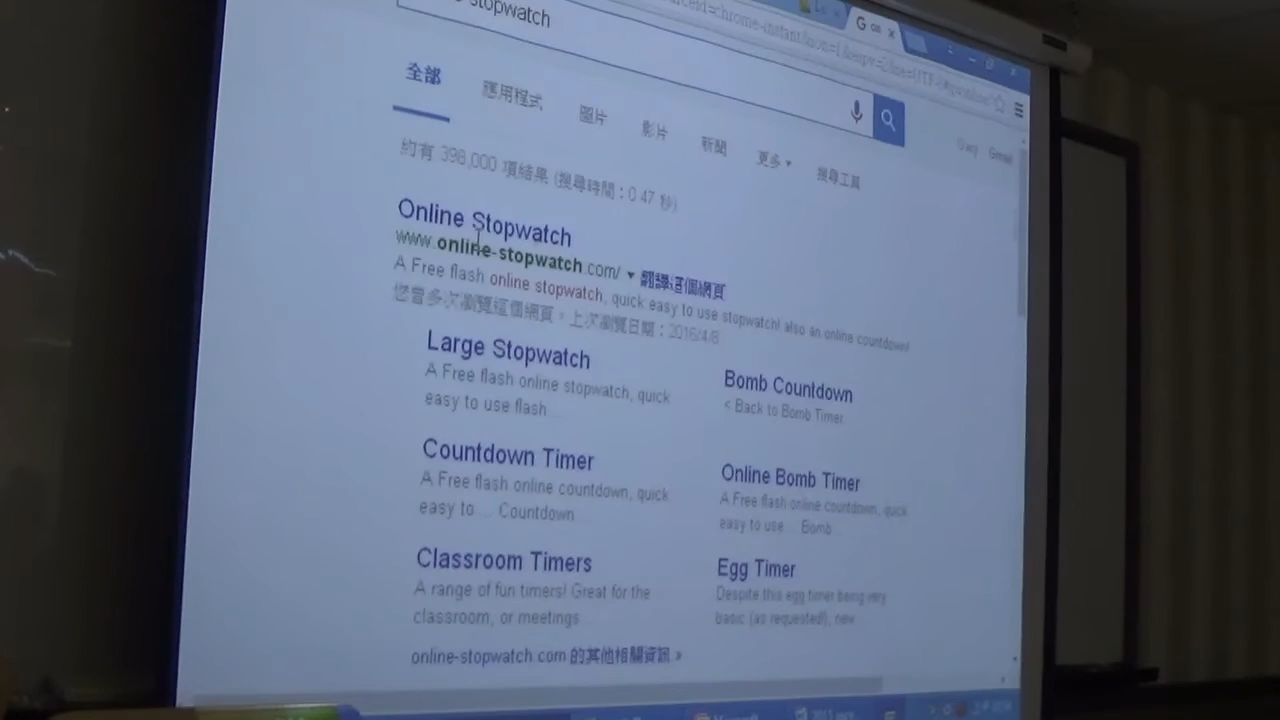 stopwatch
全部 應用程式 圖片 影片 新聞 更多 搜尋工具
Gmail
約有 398,000 項結果 (搜尋時間：0.47 秒)
Online Stopwatch
www.online-stopwatch.com/ 翻譯這個網頁
A Free flash online stopwatch, quick easy to use stopwatch! also an online countdown!
您曾多次瀏覽這個網頁。上次瀏覽日期：2016/4/8
Large Stopwatch
A Free flash online stopwatch, quick
easy to use flash
Bomb Countdown
< Back to Bomb Timer
Countdown Timer
A Free flash online countdown, quick
easy to ... Countdown
Online Bomb Timer
A Free flash online countdown, quick
easy to use ... Bomb
Classroom Timers
A range of fun timers! Great for the
classroom, or meetings
Egg Timer
Despite this egg timer being very
basic (as requested), new
online-stopwatch.com 的其他相關資訊 »